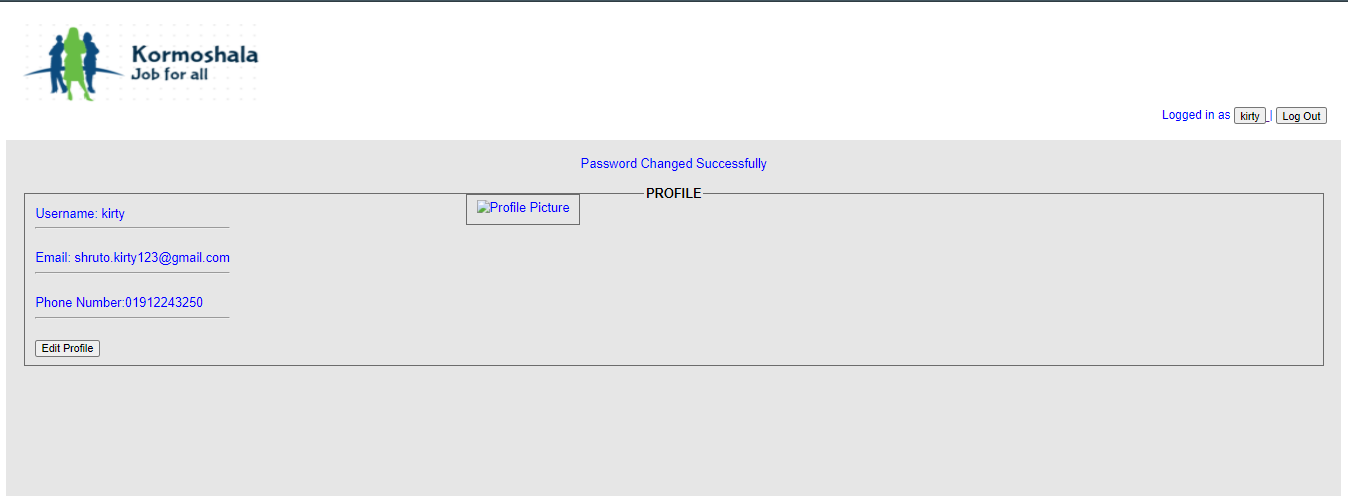 Kormoshala
Job for all
Logged in as kirty | Log Out
Password Changed Successfully
PROFILE
Username: kirty
Profile Picture
Email: shruto.kirty123@gmail.com
Phone Number:01912243250
Edit Profile